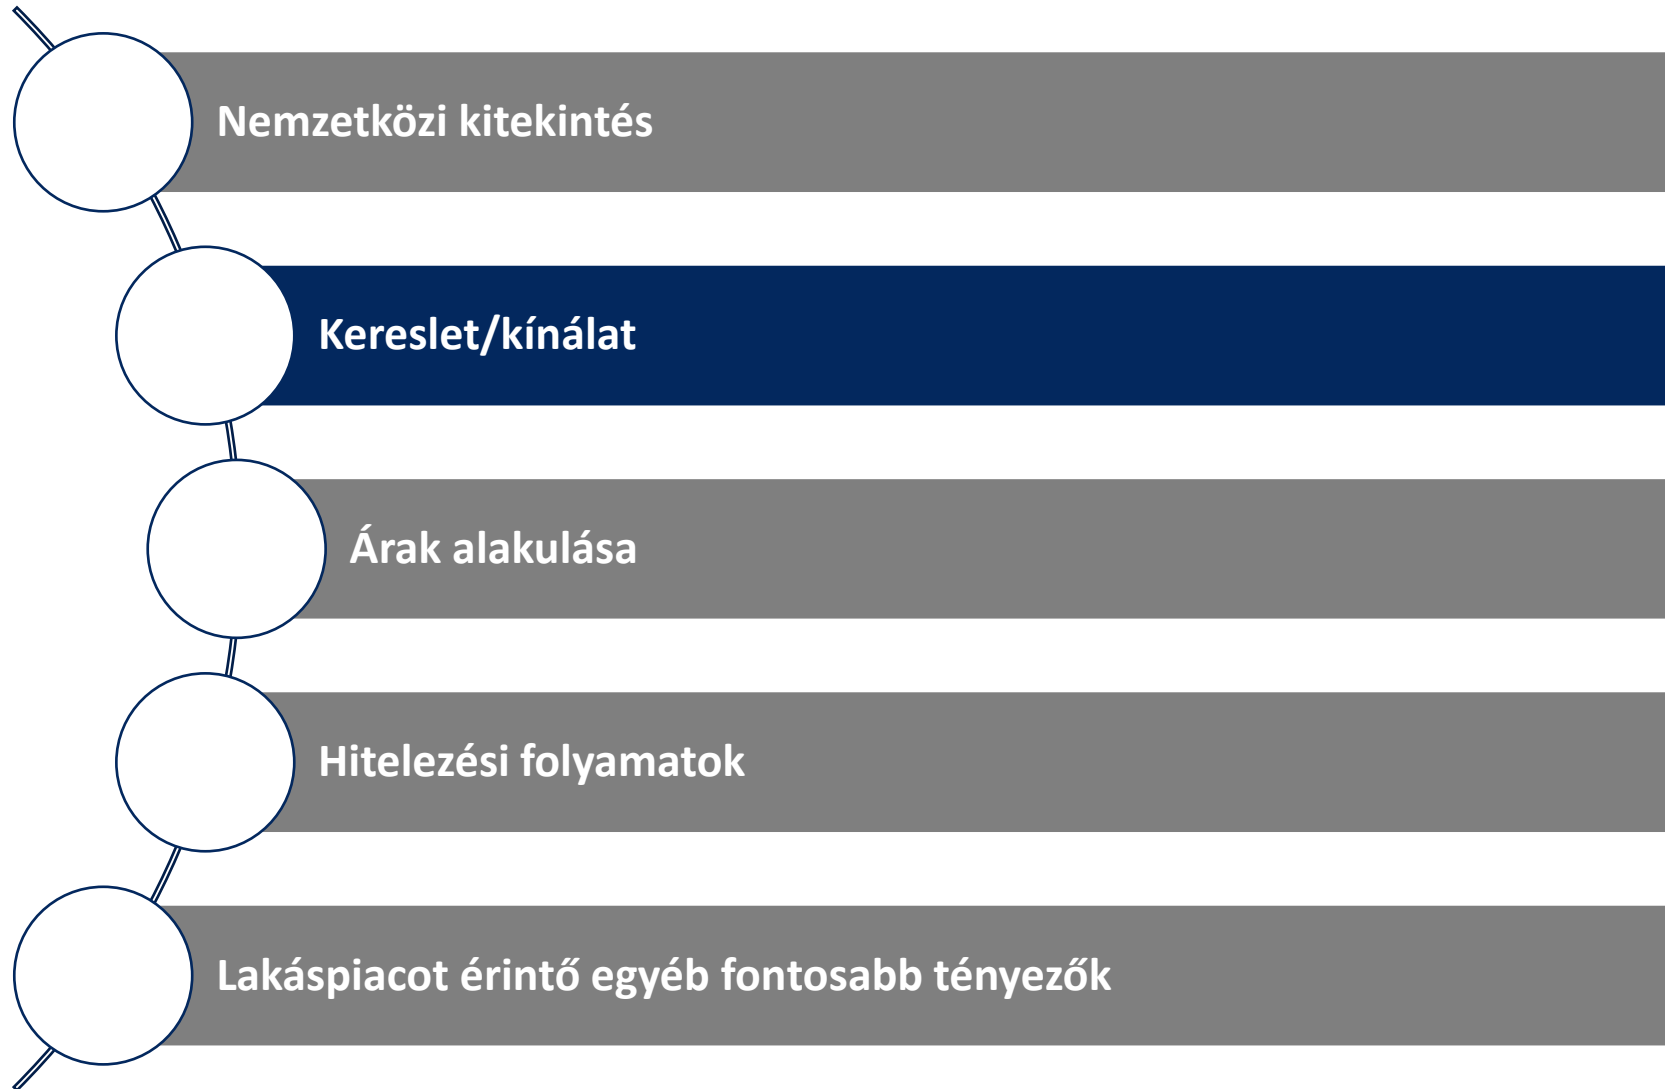 Nemzetközi kitekintés
Kereslet/kínálat
Árak alakulása
Hitelezési folyamatok
Lakáspiacot érintő egyéb fontosabb tényezők